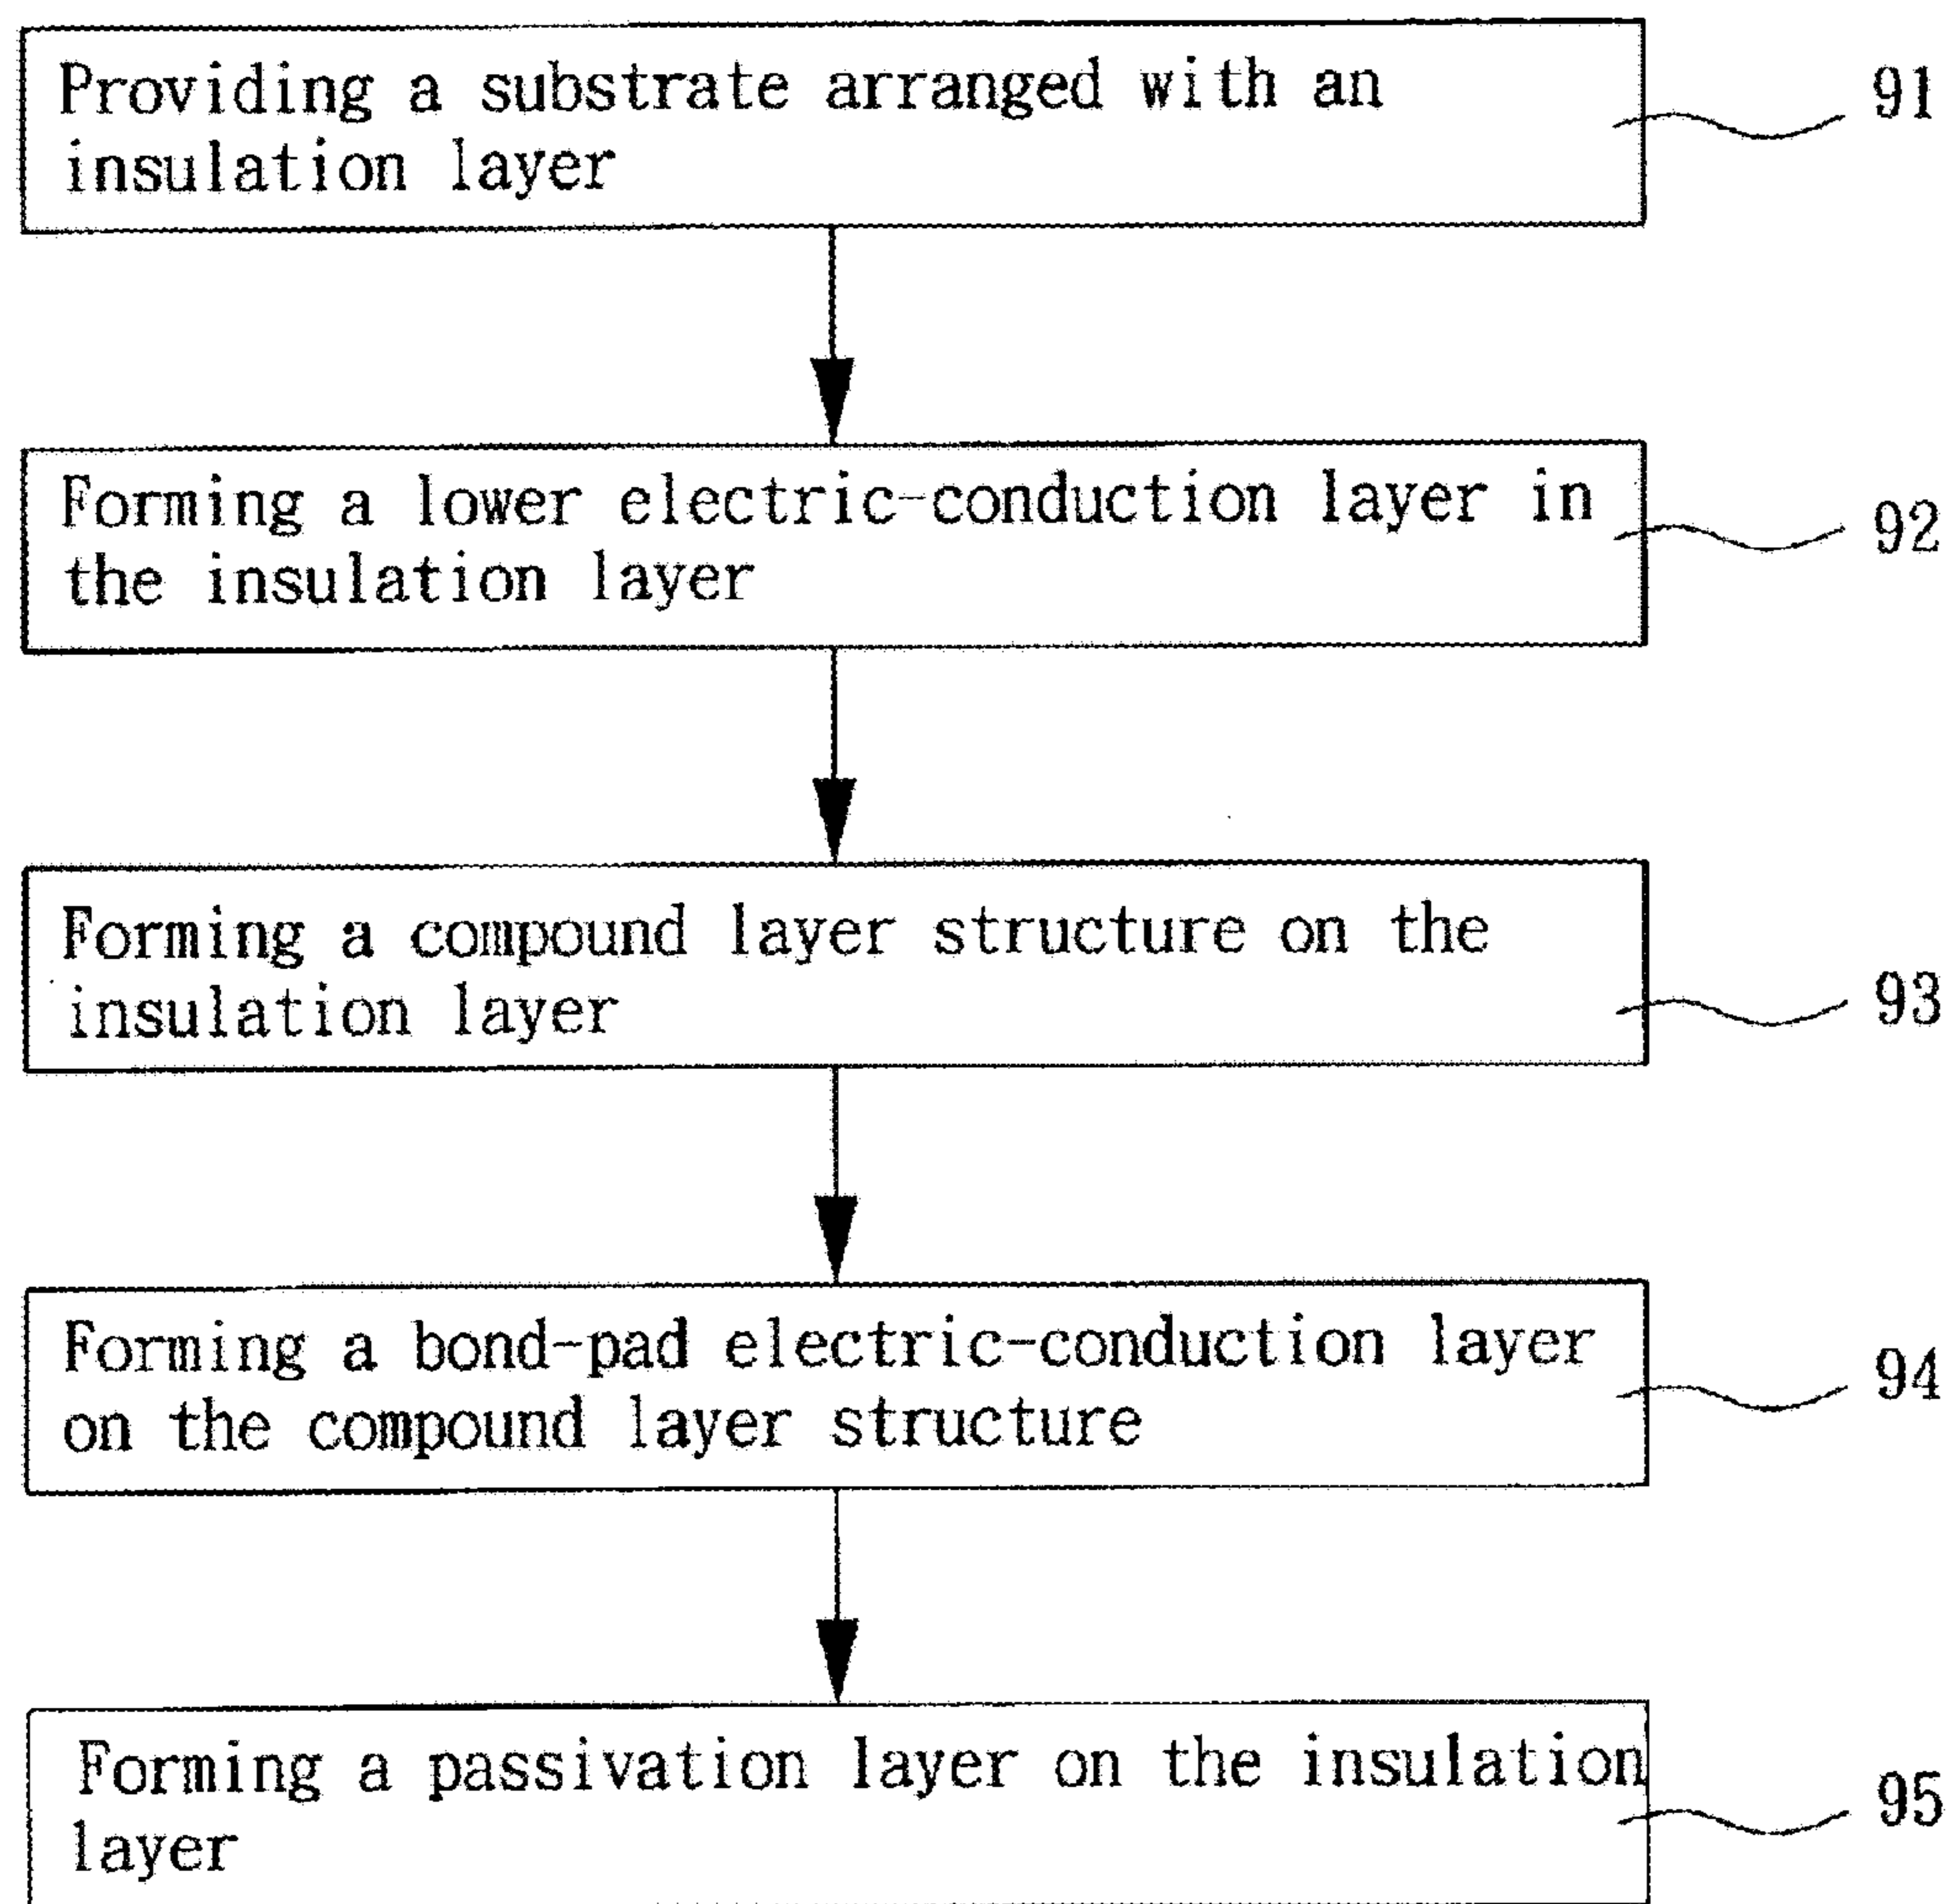 Providing a substrate arranged with an
insulation layer
91
Forming a lower electric-conduction layer in
the insulation layer
92
Forming a compound layer structure on the
insulation layer
93
Forming a bond-pad electric-conduction layer
on the compound layer structure
94
Forming a passivation layer on the insulation
layer
95